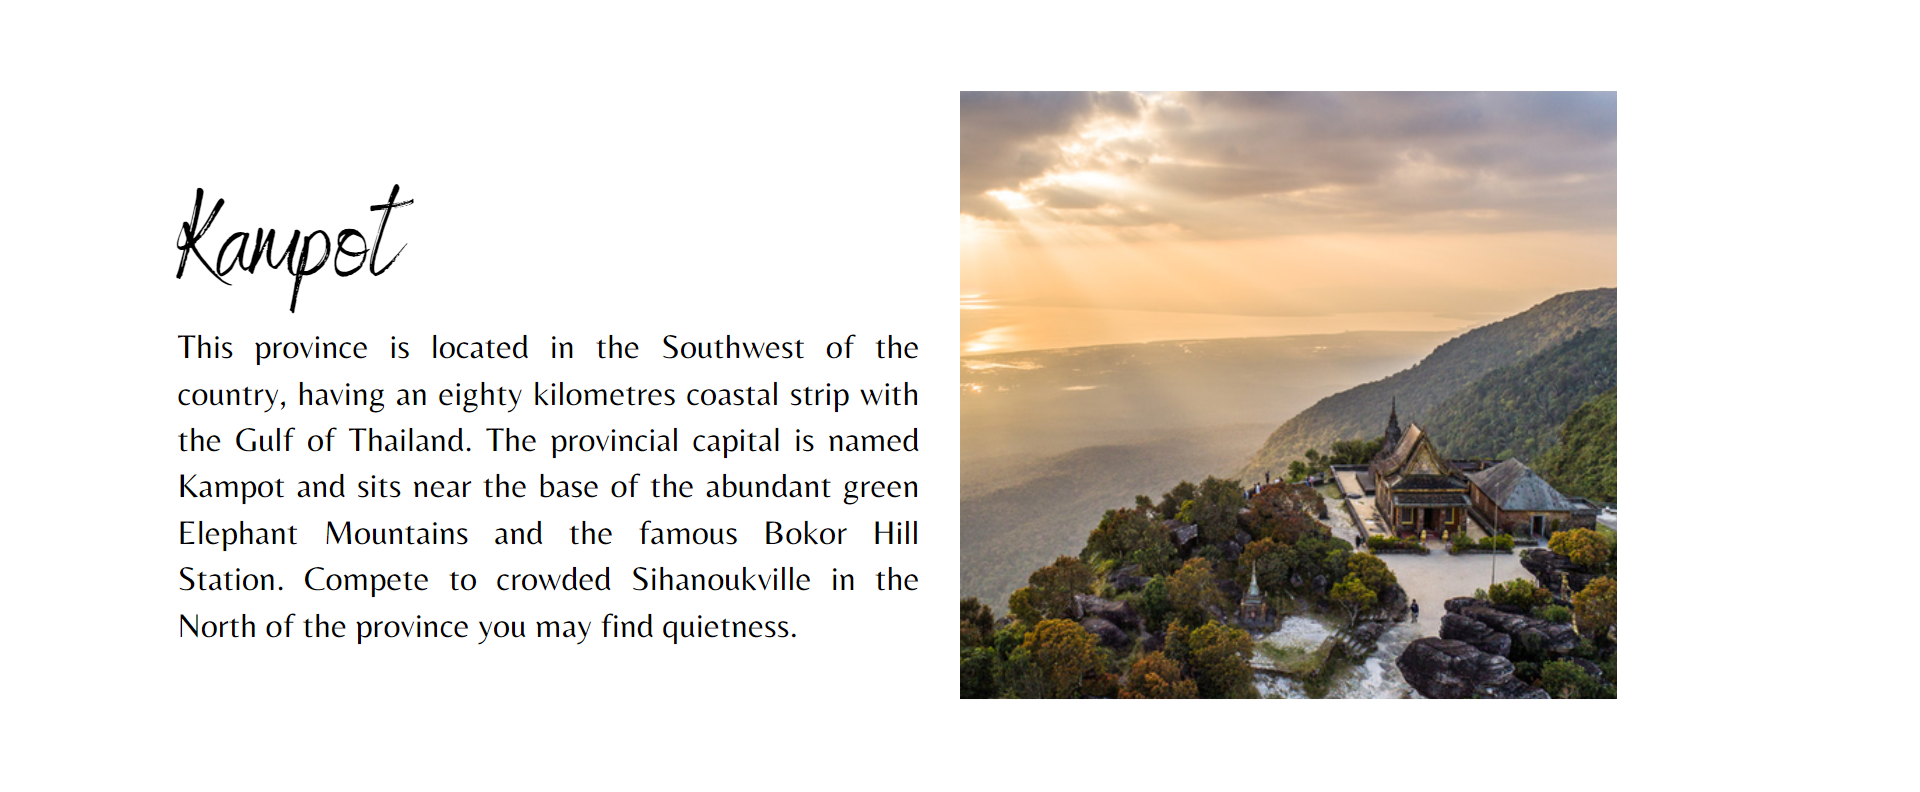 Kampot
This province is located in the Southwest of the
country, having an eighty kilometres coastal strip with
the Gulf of Thailand. The provincial capital is named
Kampot and sits near the base of the abundant green
Elephant Mountains and the famous Bokor Hill
Station. Compete to crowded Sihanoukville in the
North of the province you may find quietness.